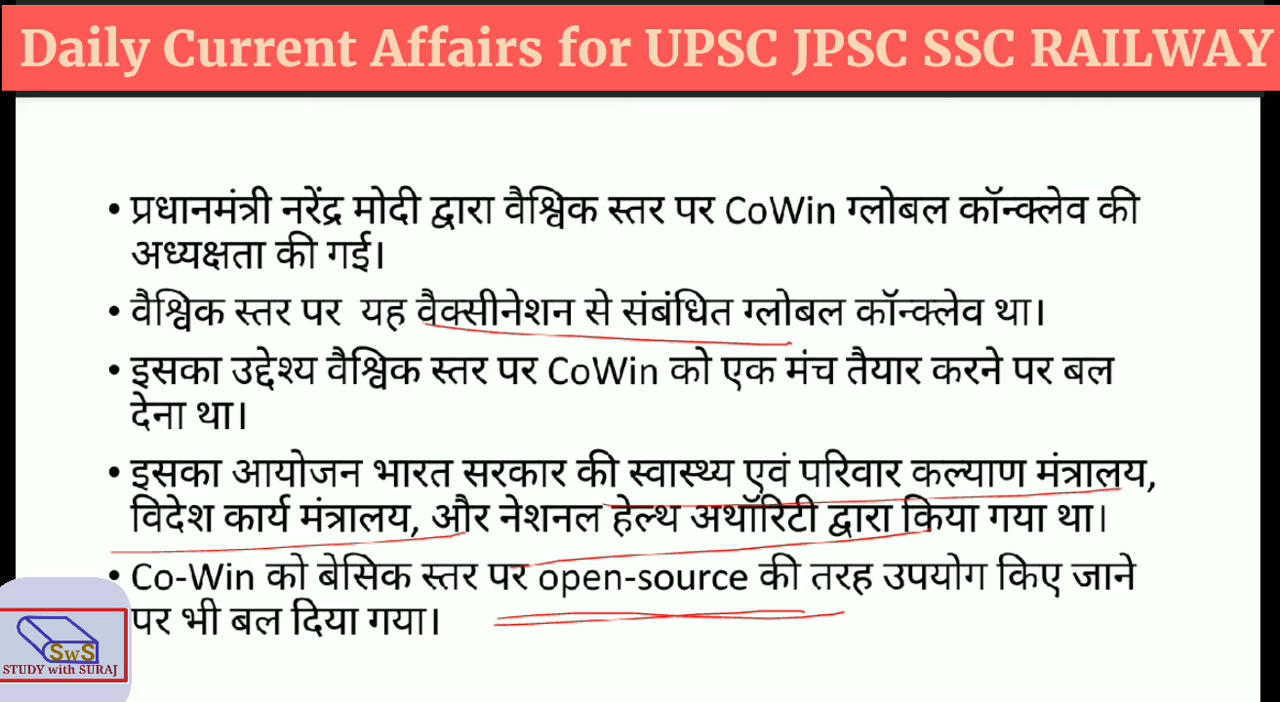 Daily Current Affairs for UPSC JPSC SSC RAILWAY
• प्रधानमंत्री नरेंद्र मोदी द्वारा वैश्विक स्तर पर CoWin ग्लोबल कॉन्क्लेव की
अध्यक्षता की गई।
• वैश्विक स्तर पर यह वैक्सीनेशन से संबंधित ग्लोबल कॉन्क्लेव था।
• इसका उद्देश्य वैश्विक स्तर पर CoWin को एक मंच तैयार करने पर बल
देना था।
• इसका आयोजन भारत सरकार की स्वास्थ्य एवं परिवार कल्याण मंत्रालय,
विदेश कार्य मंत्रालय, और नेशनल हेल्थ अथॉरिटी द्वारा किया गया था।
• Co-Win को बेसिक स्तर पर open-source की तरह उपयोग किए जाने
पर भी बल दिया गया।
SwS
STUDY with SURAJ